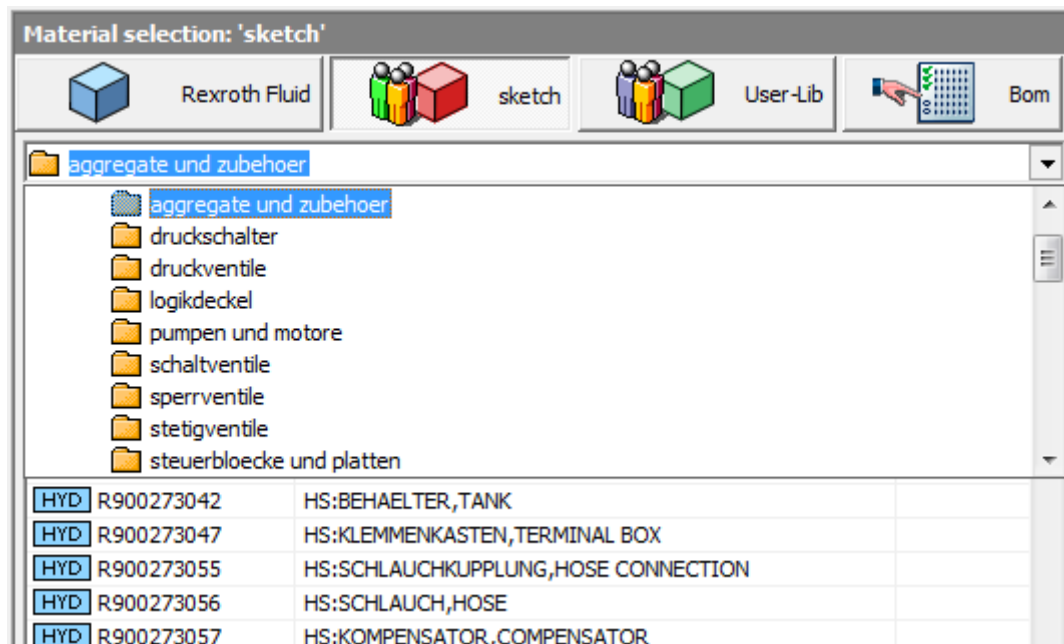 Material selection: 'sketch'
Rexroth Fluid sketch User-Lib Bom
aggregate und zubehoer
aggregate und zubehoer
druckschalter
druckventile
logikdeckel
pumpen und motore
schaltventile
sperrventile
stetigventile
steuerbloecke und platten
HYD R900273042 HS:BEHAELTER,TANK
HYD R900273047 HS:KLEMMENKASTEN,TERMINAL BOX
HYD R900273055 HS:SCHLAUCHKUPPLUNG,HOSE CONNECTION
HYD R900273056 HS:SCHLAUCH,HOSE
HYD R900273057 HS:KOMPENSATOR,COMPENSATOR